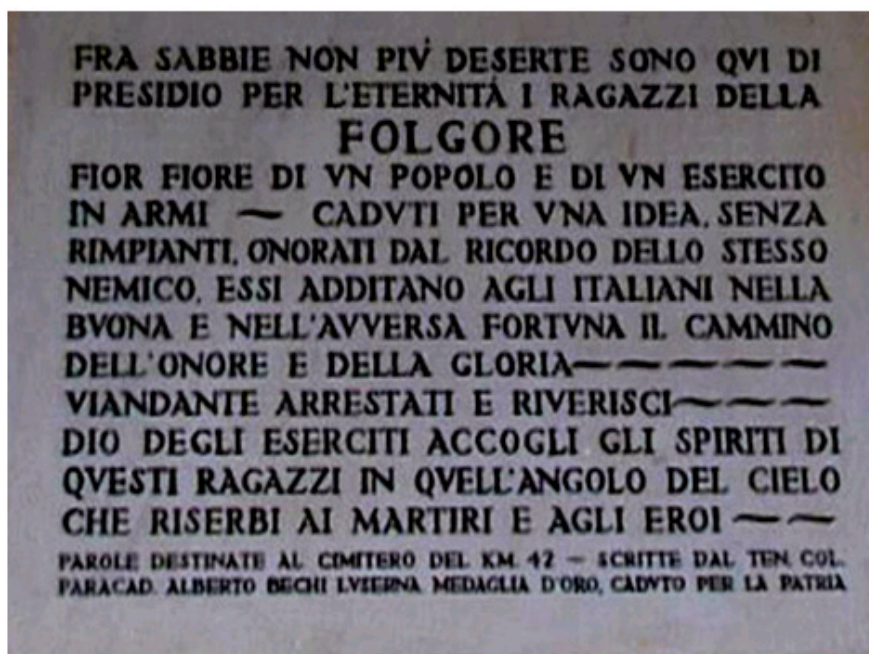 FRA SABBIE NON PIV́ DESERTE SONO QVI DI
PRESIDIO PER L'ETERNITÀ I RAGAZZI DELLA
FOLGORE
FIOR FIORE DI VN POPOLO E DI VN ESERCITO
IN ARMI — CADVTI PER VNA IDEA, SENZA
RIMPIANTI, ONORATI DAL RICORDO DELLO STESSO
NEMICO, ESSI ADDITANO AGLI ITALIANI NELLA
BVONA E NELL'AVVERSA FORTVNA IL CAMMINO
DELL'ONORE E DELLA GLORIA—————
VIANDANTE ARRESTATI E RIVERISCI———
DIO DEGLI ESERCITI ACCOGLI GLI SPIRITI DI
QVESTI RAGAZZI IN QVELL'ANGOLO DEL CIELO
CHE RISERBI AI MARTIRI E AGLI EROI ——
PAROLE DESTINATE AL CIMITERO DEL KM. 42 — SCRITTE DAL TEN. COL.
PARACAD. ALBERTO BECHI LVSERNA MEDAGLIA D'ORO, CADVTO PER LA PATRIA